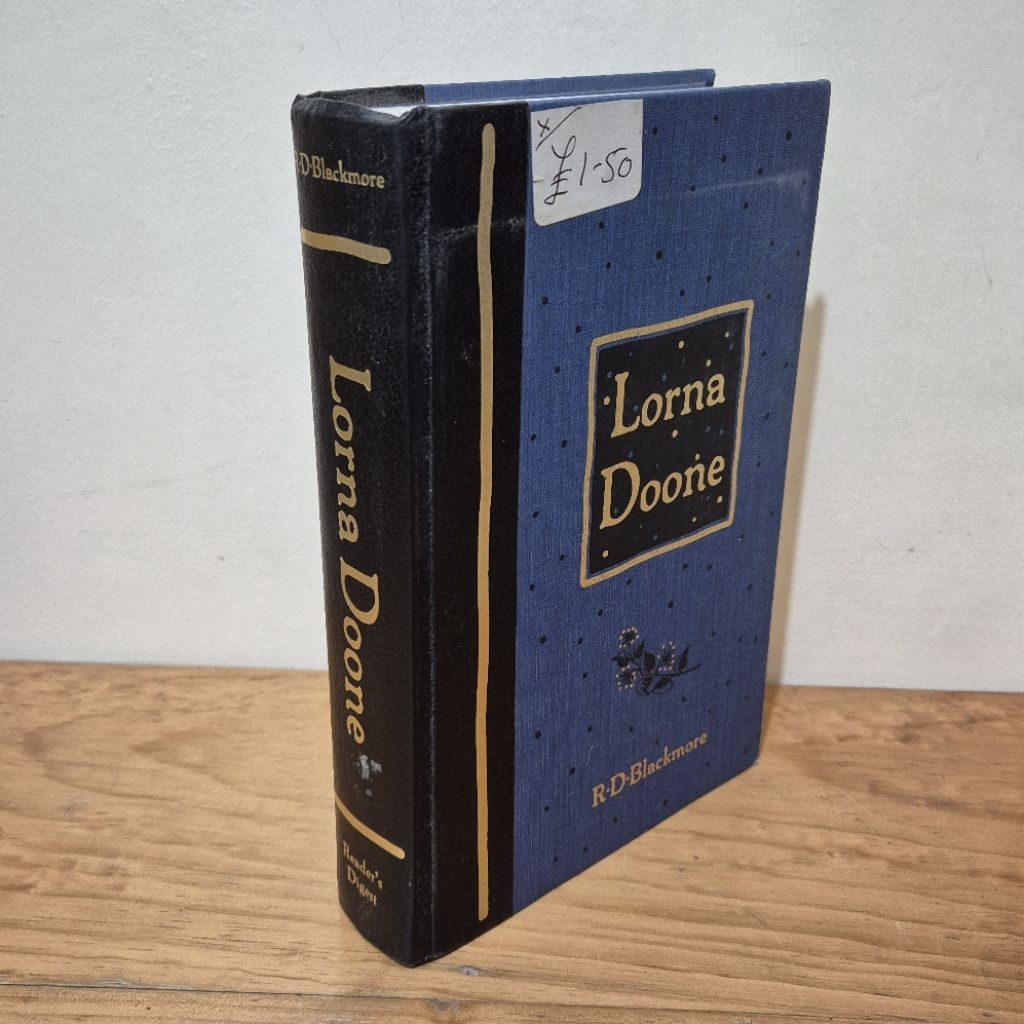 R·D·Blackmore
Lorna Doone
Reader's
Digest
x/
£1-50
Lorna
Doone
R·D·Blackmore